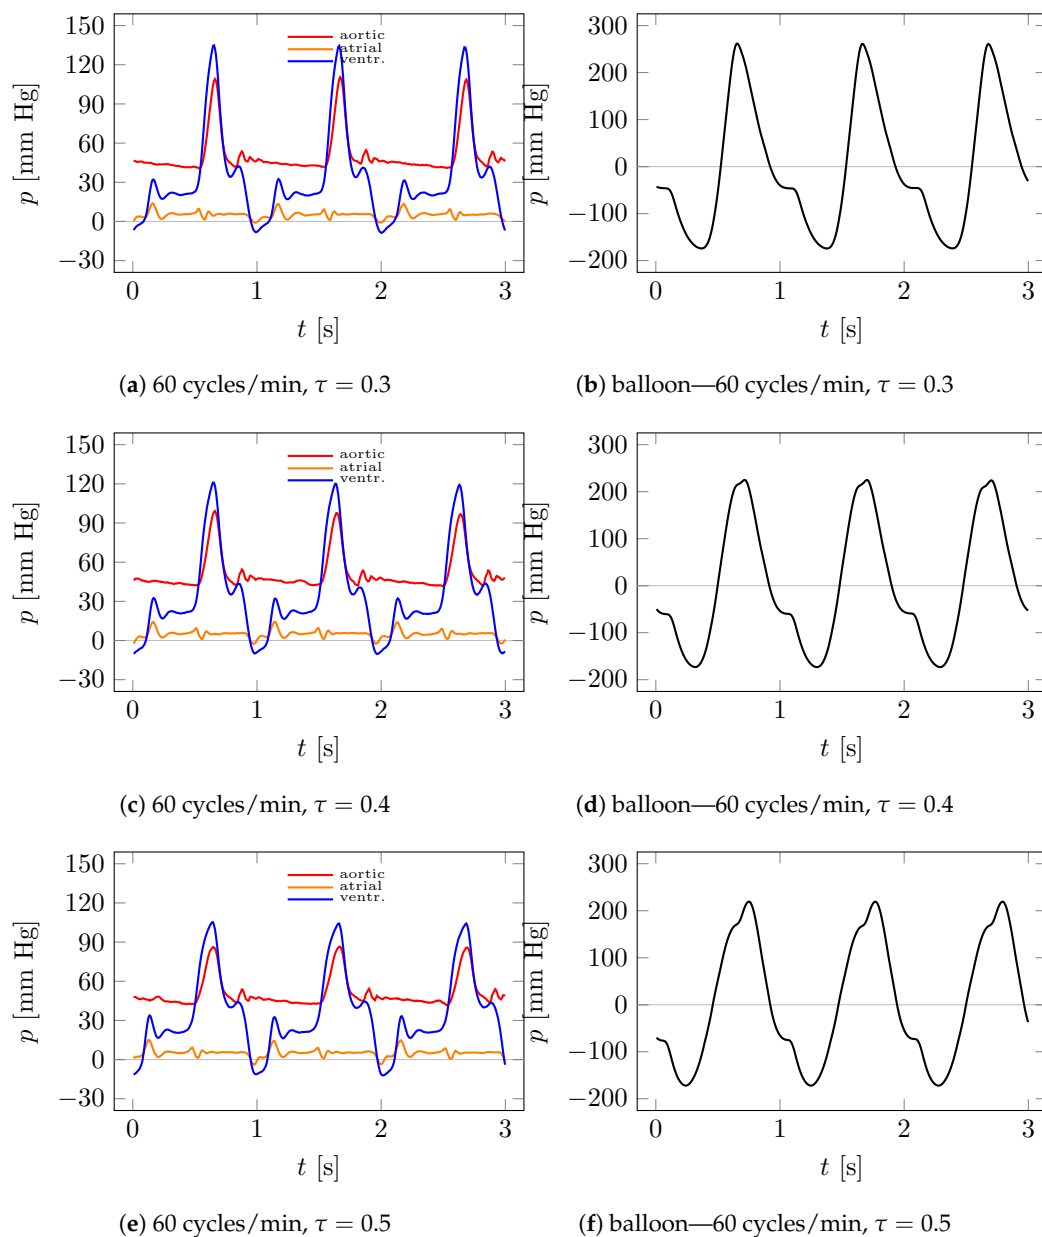 150
120
90
60
30
0
−30
p [mm Hg]
aortic
atrial
ventr.
0 1 2 3
t [s]
(a) 60 cycles/min, τ = 0.3
300
200
100
0
−100
−200
p [mm Hg]
0 1 2 3
t [s]
(b) balloon—60 cycles/min, τ = 0.3
150
120
90
60
30
0
−30
p [mm Hg]
aortic
atrial
ventr.
0 1 2 3
t [s]
(c) 60 cycles/min, τ = 0.4
300
200
100
0
−100
−200
p [mm Hg]
0 1 2 3
t [s]
(d) balloon—60 cycles/min, τ = 0.4
150
120
90
60
30
0
−30
p [mm Hg]
aortic
atrial
ventr.
0 1 2 3
t [s]
(e) 60 cycles/min, τ = 0.5
300
200
100
0
−100
−200
p [mm Hg]
0 1 2 3
t [s]
(f) balloon—60 cycles/min, τ = 0.5